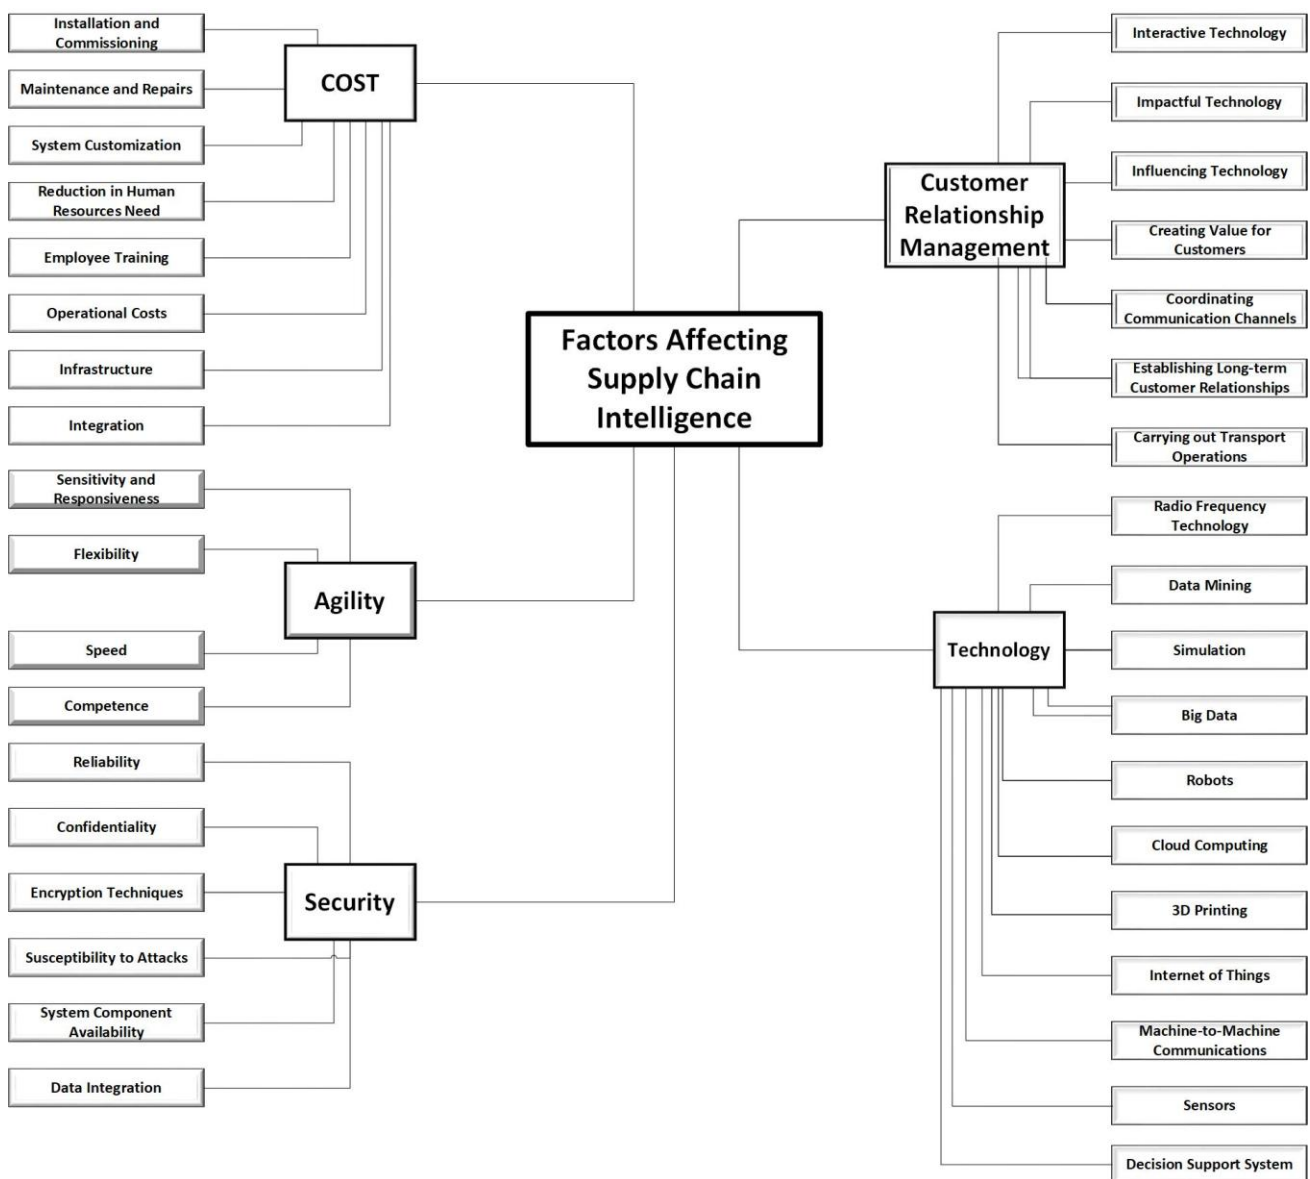 Installation and
Commissioning
Maintenance and Repairs
System Customization
Reduction in Human
Resources Need
Employee Training
Operational Costs
Infrastructure
Integration
COST
Sensitivity and
Responsiveness
Flexibility
Speed
Competence
Agility
Reliability
Confidentiality
Encryption Techniques
Susceptibility to Attacks
System Component
Availability
Data Integration
Security
Factors Affecting
Supply Chain
Intelligence
Customer
Relationship
Management
Interactive Technology
Impactful Technology
Influencing Technology
Creating Value for
Customers
Coordinating
Communication Channels
Establishing Long-term
Customer Relationships
Carrying out Transport
Operations
Technology
Radio Frequency
Technology
Data Mining
Simulation
Big Data
Robots
Cloud Computing
3D Printing
Internet of Things
Machine-to-Machine
Communications
Sensors
Decision Support System